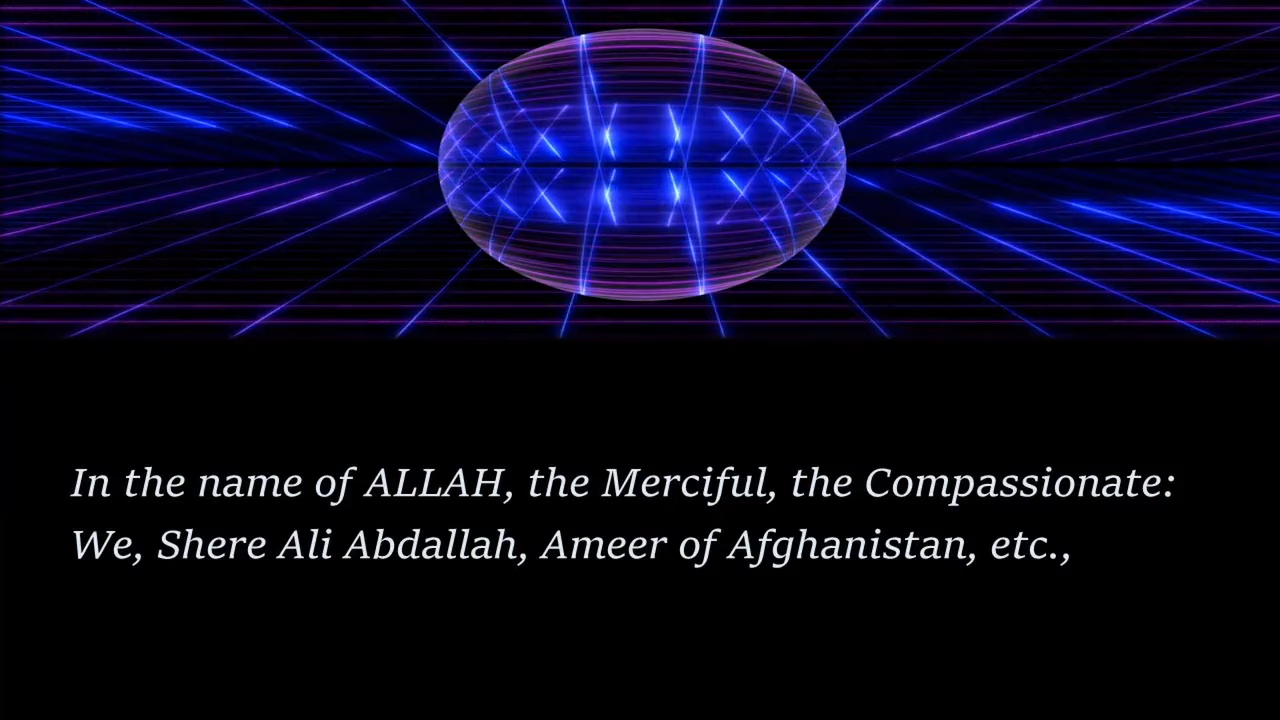 In the name of ALLAH, the Merciful, the Compassionate:
We, Shere Ali Abdallah, Ameer of Afghanistan, etc.,